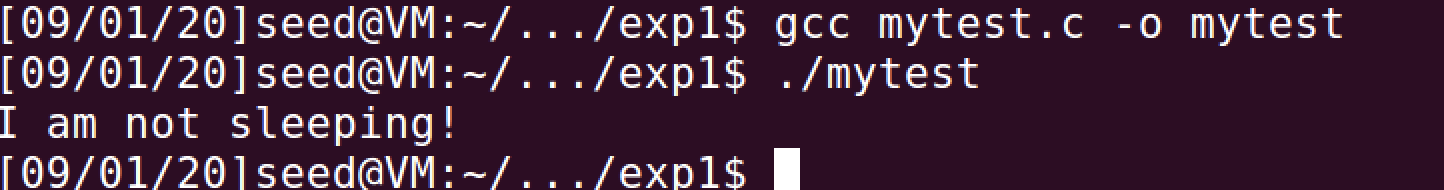 [09/01/20]seed@VM:~/.../exp1$ gcc mytest.c -o mytest
[09/01/20]seed@VM:~/.../exp1$ ./mytest
I am not sleeping!
[09/01/20]seed@VM:~/.../exp1$